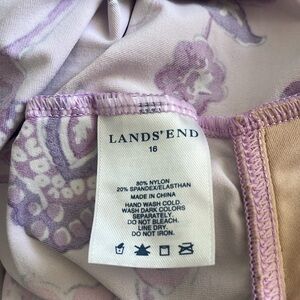 LANDS' END
16
80% NYLON
20% SPANDEX/ELASTHAN
MADE IN CHINA
HAND WASH COLD.
WASH DARK COLORS
SEPARATELY.
DO NOT BLEACH.
LINE DRY.
DO NOT IRON.